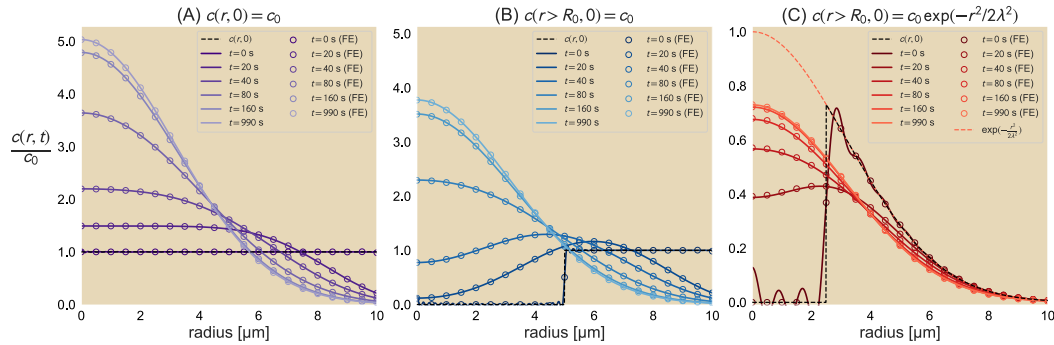 (A) c(r, 0) = c₀
c(r,t)
c₀
5.0
4.0
3.0
2.0
1.0
0.0
0 2 4 6 8 10
radius [μm]
c(r, 0)
t = 0 s
t = 20 s
t = 40 s
t = 80 s
t = 160 s
t = 990 s
t = 0 s (FE)
t = 20 s (FE)
t = 40 s (FE)
t = 80 s (FE)
t = 160 s (FE)
t = 990 s (FE)
(B) c(r > R₀, 0) = c₀
5.0
4.0
3.0
2.0
1.0
0.0
0 2 4 6 8 10
radius [μm]
c(r, 0)
t = 0 s
t = 20 s
t = 40 s
t = 80 s
t = 160 s
t = 990 s
t = 0 s (FE)
t = 20 s (FE)
t = 40 s (FE)
t = 80 s (FE)
t = 160 s (FE)
t = 990 s (FE)
(C) c(r > R₀, 0) = c₀ exp(−r²/2λ²)
1.0
0.8
0.6
0.4
0.2
0.0
0 2 4 6 8 10
radius [μm]
c(r, 0)
t = 0 s
t = 20 s
t = 40 s
t = 80 s
t = 160 s
t = 990 s
t = 0 s (FE)
t = 20 s (FE)
t = 40 s (FE)
t = 80 s (FE)
t = 160 s (FE)
t = 990 s (FE)
exp(−r²/2λ²)